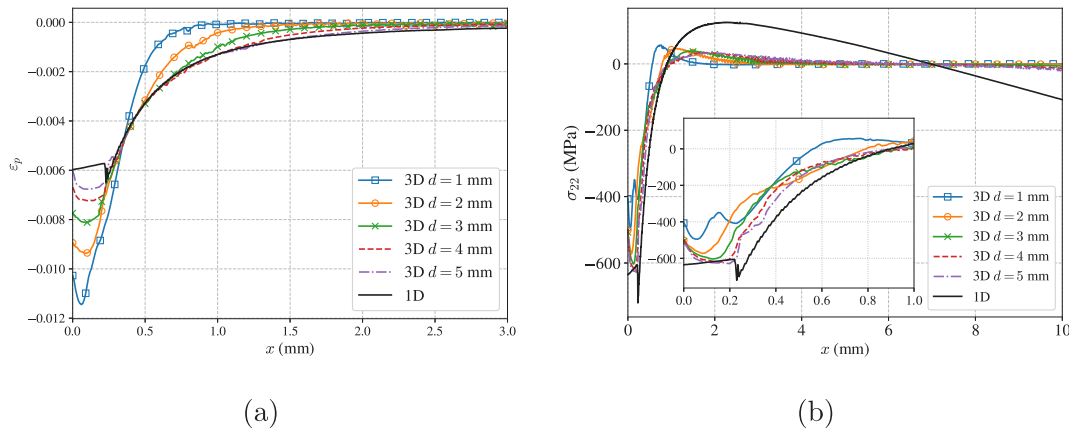 0.000
−0.002
−0.004
−0.006
−0.008
−0.010
−0.012
εₚ
0.0 0.5 1.0 1.5 2.0 2.5 3.0
x (mm)
3D d = 1 mm
3D d = 2 mm
3D d = 3 mm
3D d = 4 mm
3D d = 5 mm
1D
(a)
0
−200
−400
−600
σ₂₂ (MPa)
0 2 4 6 8 10
x (mm)
0
−200
−400
−600
0.0 0.2 0.4 0.6 0.8 1.0
3D d = 1 mm
3D d = 2 mm
3D d = 3 mm
3D d = 4 mm
3D d = 5 mm
1D
(b)